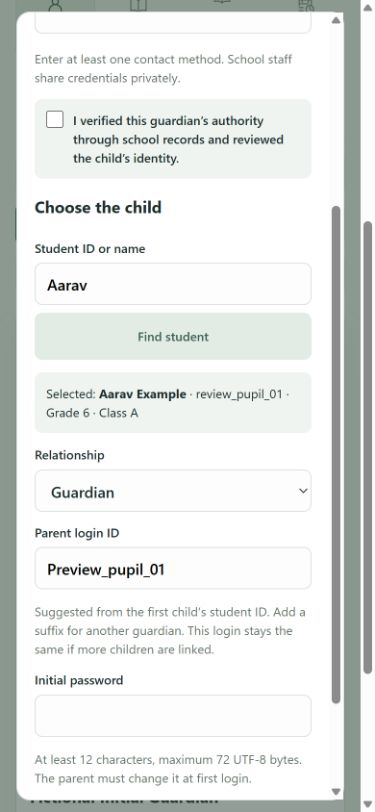 Enter at least one contact method. School staff
share credentials privately.
I verified this guardian's authority
through school records and reviewed
the child's identity.
Choose the child
Student ID or name
Aarav
Find student
Selected: Aarav Example · review_pupil_01 ·
Grade 6 · Class A
Relationship
Guardian
Parent login ID
Preview_pupil_01
Suggested from the first child's student ID. Add a
suffix for another guardian. This login stays the
same if more children are linked.
Initial password
At least 12 characters, maximum 72 UTF-8 bytes.
The parent must change it at first login.